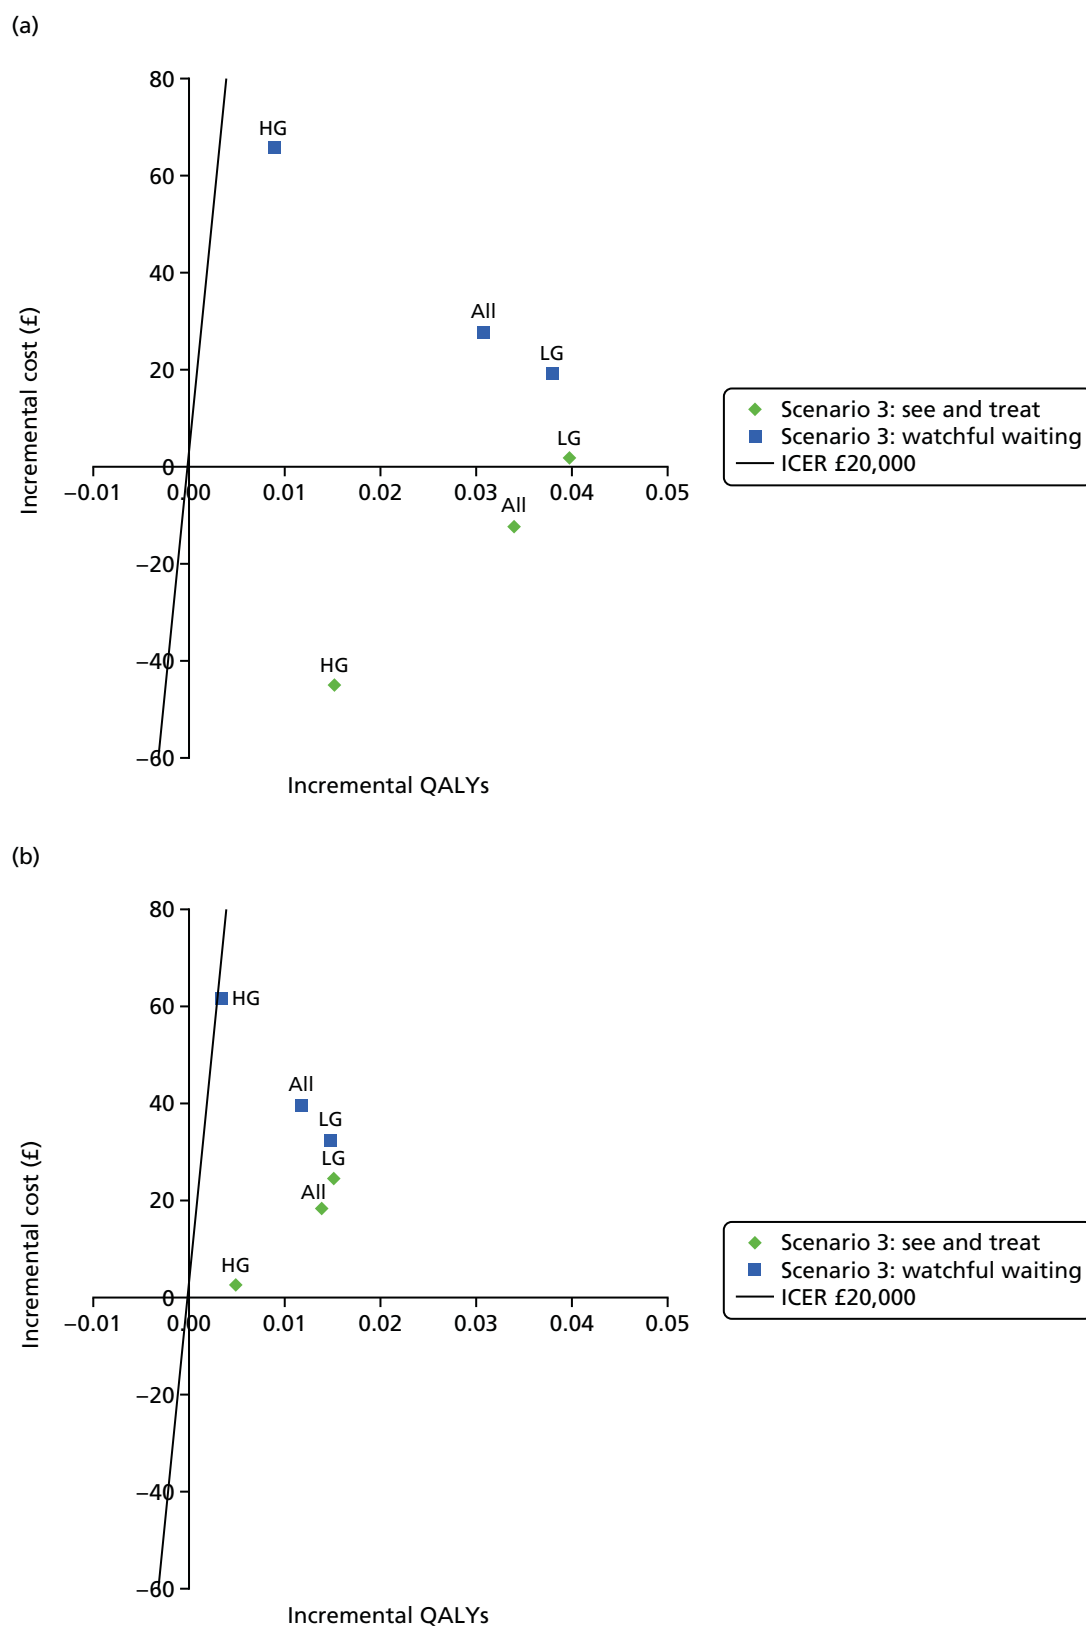 (a)
80
HG
60
40
All
LG
20
LG
0
−0.01
0.00
0.01
0.02
0.03
0.04
0.05
All
−20
HG
−40
−60
Incremental cost (£)
Incremental QALYs
Scenario 3: see and treat
Scenario 3: watchful waiting
ICER £20,000
(b)
80
60
HG
40
All
LG
LG
20
All
HG
0
−0.01
0.00
0.01
0.02
0.03
0.04
0.05
−20
−40
−60
Incremental cost (£)
Incremental QALYs
Scenario 3: see and treat
Scenario 3: watchful waiting
ICER £20,000